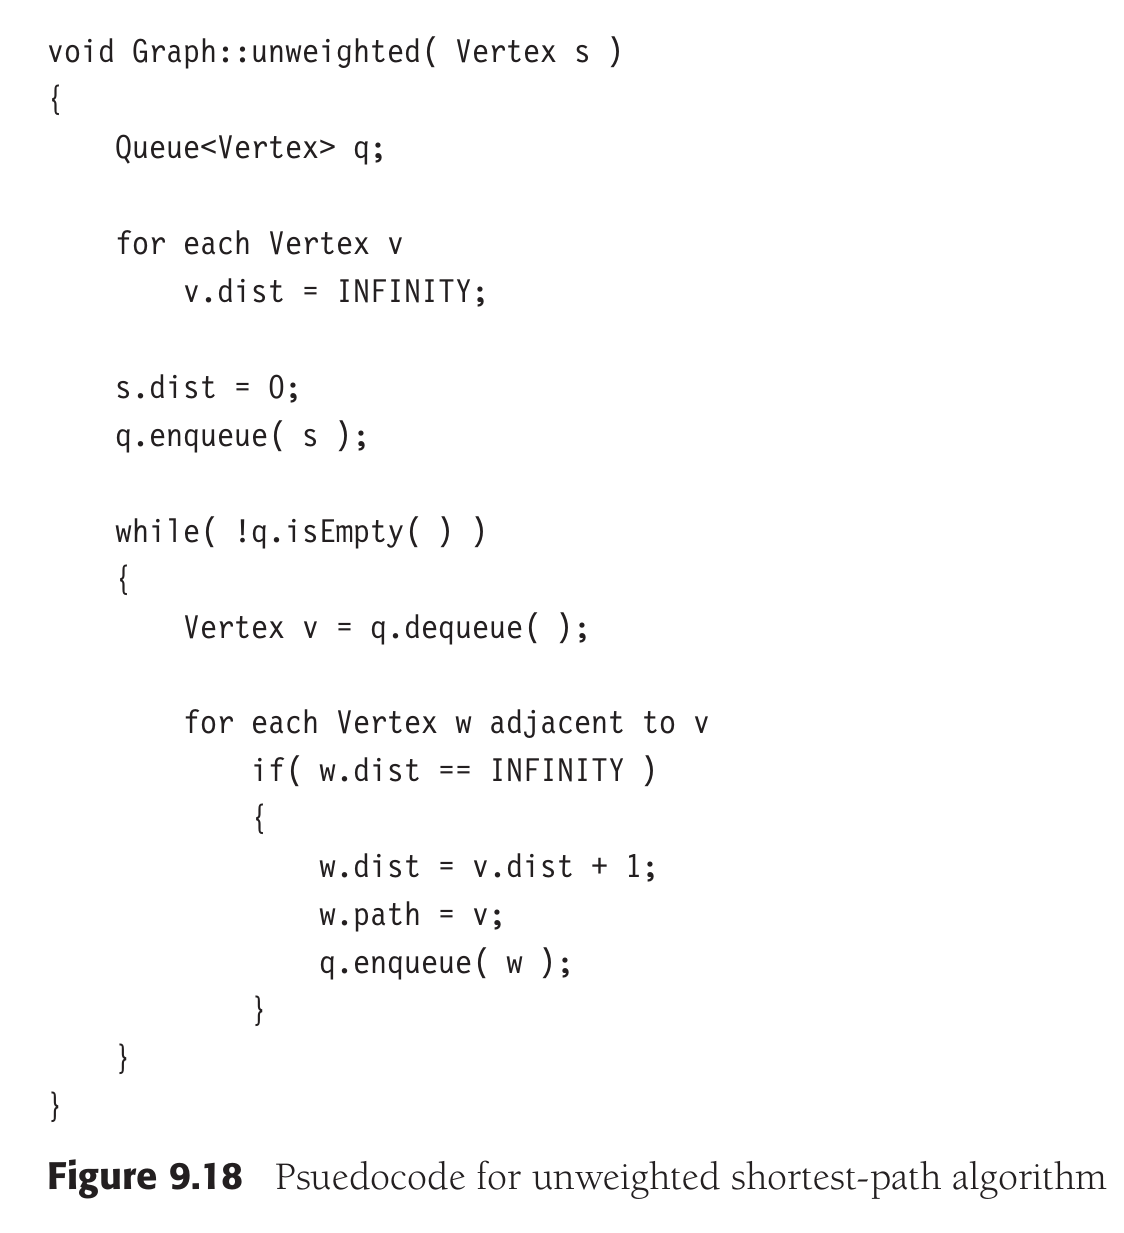 void Graph::unweighted( Vertex s )
{
    Queue<Vertex> q;

    for each Vertex v
        v.dist = INFINITY;

    s.dist = 0;
    q.enqueue( s );

    while( !q.isEmpty( ) )
    {
        Vertex v = q.dequeue( );

        for each Vertex w adjacent to v
            if( w.dist == INFINITY )
            {
                w.dist = v.dist + 1;
                w.path = v;
                q.enqueue( w );
            }
    }
}
Figure 9.18 Psuedocode for unweighted shortest-path algorithm